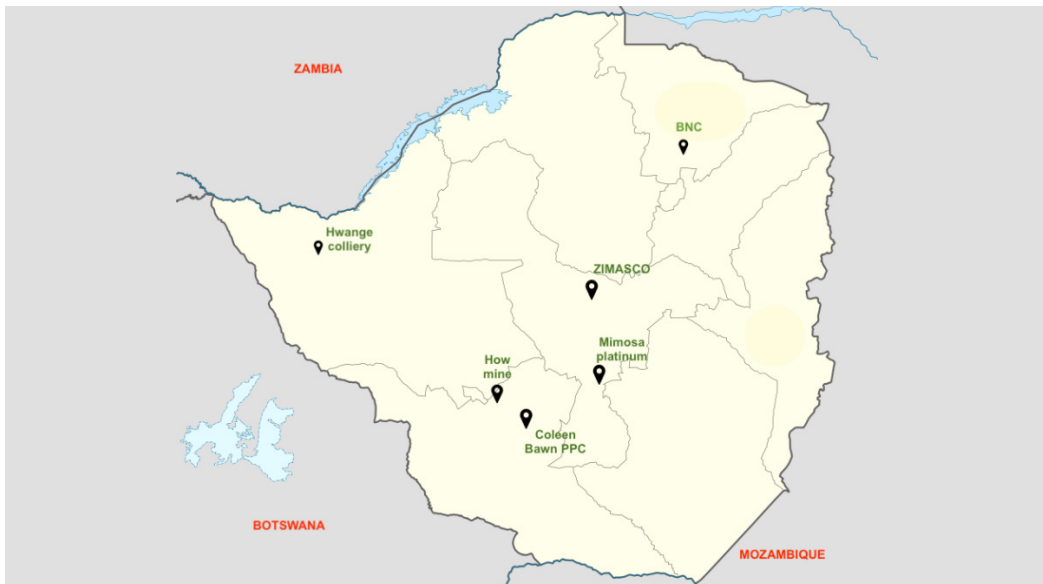 ZAMBIA
BNC
Hwange
colliery
ZIMASCO
Mimosa
platinum
How
mine
Coleen
Bawn PPC
BOTSWANA
MOZAMBIQUE